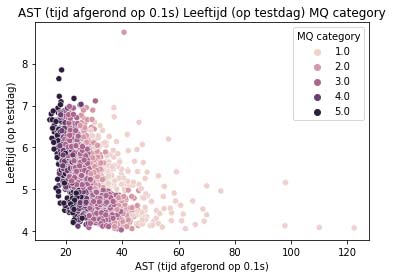 AST (tijd afgerond op 0.1s) Leeftijd (op testdag) MQ category
MQ category
1.0
2.0
3.0
4.0
5.0
8
7
6
5
4
Leeftijd (op testdag)
20 40 60 80 100 120
AST (tijd afgerond op 0.1s)